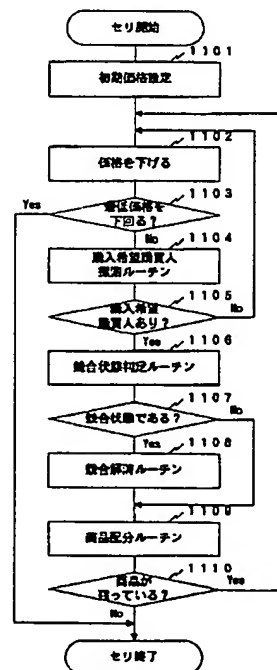 セリ開始
1101
初期価格設定
1102
価格を下げる
1103
Yes
最低価格を
下回る？
No
1104
購入希望購買人
探索ルーチン
1105
購入希望
購買人あり？
No
Yes
1106
競合状態判定ルーチン
1107
競合状態である？
No
Yes
1108
競合解消ルーチン
1109
商品配分ルーチン
1110
商品が
残っている？
Yes
No
セリ終了